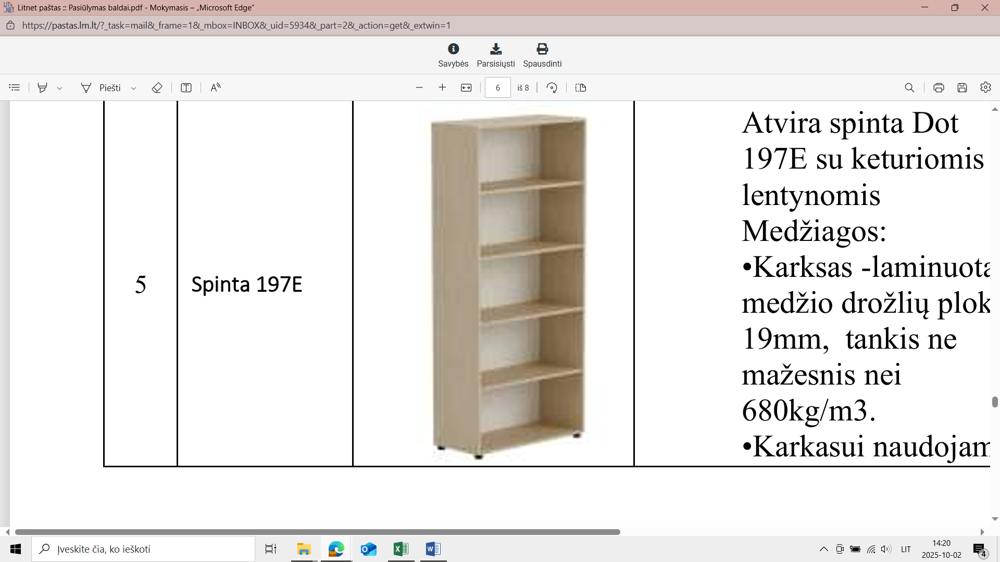 Litnet paštas :: Pasiūlymas baldai.pdf - Mokymasis – „Microsoft Edge“
https://pastas.lm.lt/?_task=mail&_frame=1&_mbox=INBOX&_uid=5934&_part=2&_action=get&_extwin=1
Savybės Parsisiųsti Spausdinti
Piešti 6 iš 8
5
Spinta 197E
Atvira spinta Dot
197E su keturiomis
lentynomis
Medžiagos:
•Karksas -laminuota
medžio drožlių plok
19mm, tankis ne
mažesnis nei
680kg/m3.
•Karkasui naudojam
Įveskite čia, ko ieškoti
LIT
14:20
2025-10-02
4